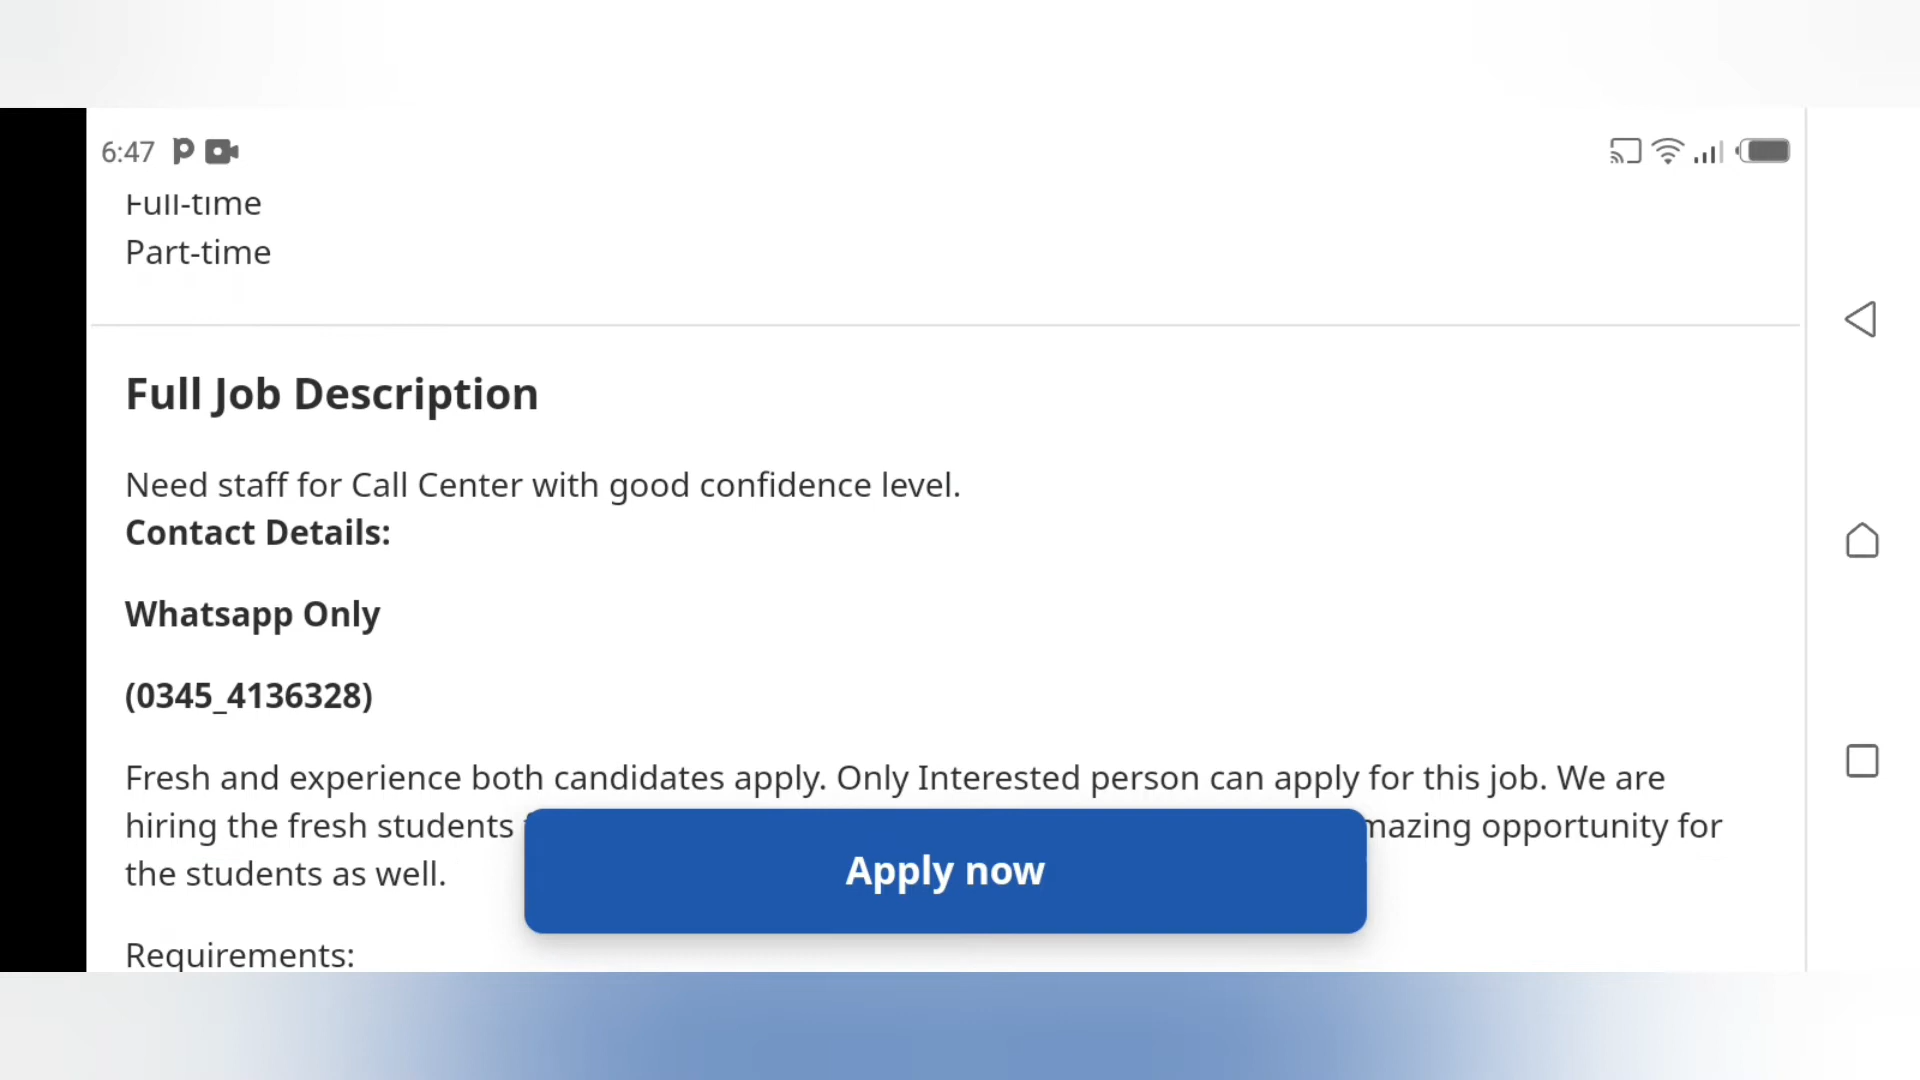 6:47
Full-time
Part-time
Full Job Description
Need staff for Call Center with good confidence level.
Contact Details:
Whatsapp Only
(0345_4136328)
Fresh and experience both candidates apply. Only Interested person can apply for this job. We are
hiring the fresh students mazing opportunity for
the students as well.
Apply now
Requirements: